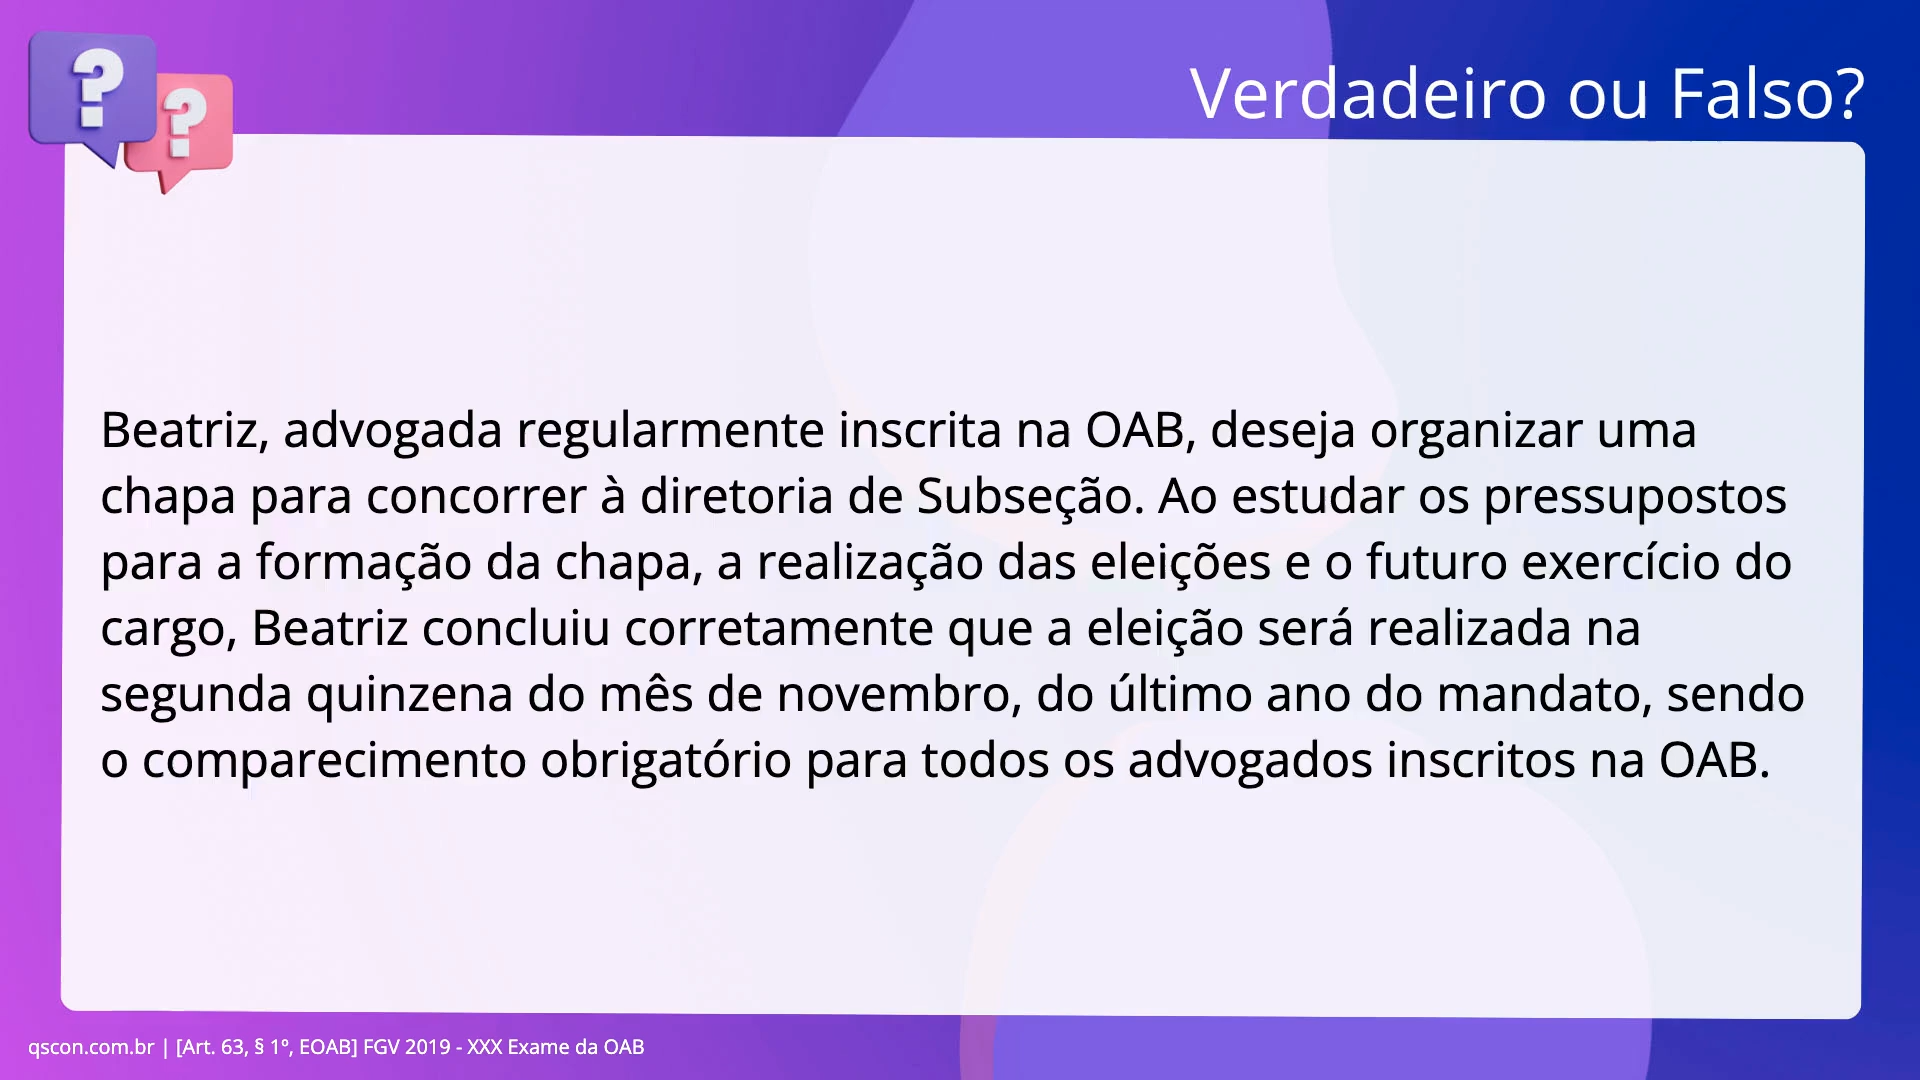 Verdadeiro ou Falso?
Beatriz, advogada regularmente inscrita na OAB, deseja organizar uma
chapa para concorrer à diretoria de Subseção. Ao estudar os pressupostos
para a formação da chapa, a realização das eleições e o futuro exercício do
cargo, Beatriz concluiu corretamente que a eleição será realizada na
segunda quinzena do mês de novembro, do último ano do mandato, sendo
o comparecimento obrigatório para todos os advogados inscritos na OAB.
qscon.com.br | [Art. 63, § 1º, EOAB] FGV 2019 - XXX Exame da OAB